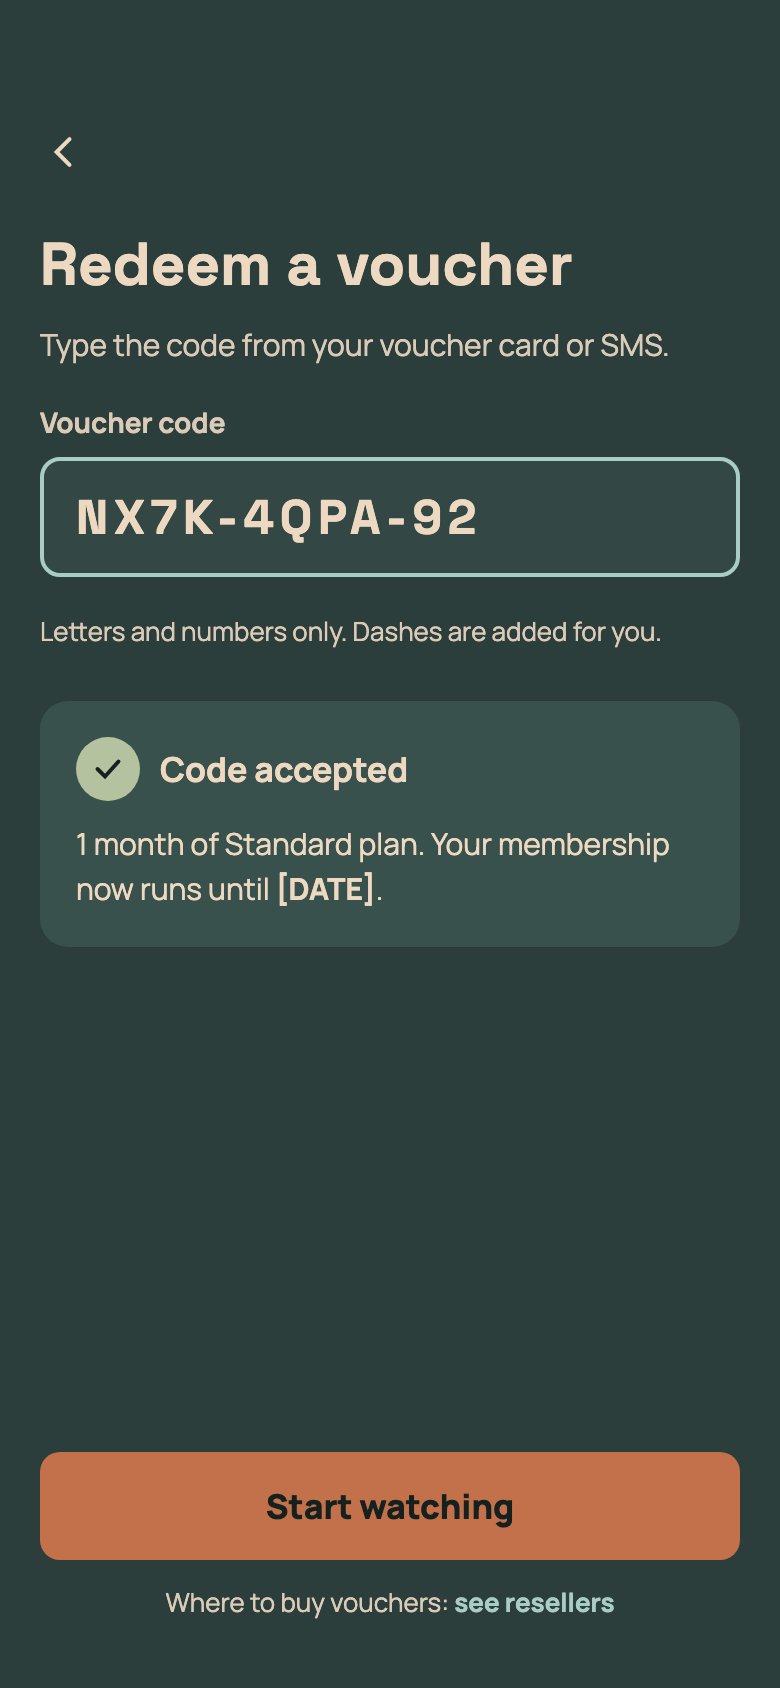 Redeem a voucher
Type the code from your voucher card or SMS.
Voucher code
NX7K-4QPA-92
Letters and numbers only. Dashes are added for you.
Code accepted
1 month of Standard plan. Your membership
now runs until [DATE].
Start watching
Where to buy vouchers: see resellers